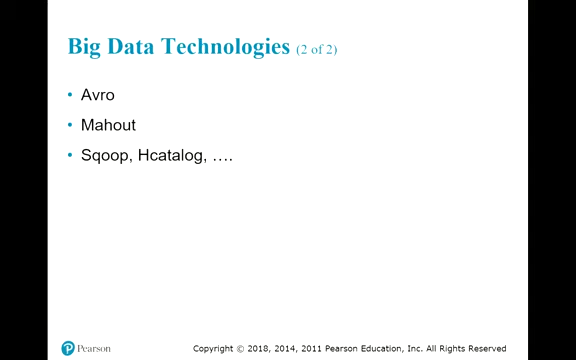 Big Data Technologies (2 of 2)
• Avro
• Mahout
• Sqoop, Hcatalog, ….
Pearson
Copyright © 2018, 2014, 2011 Pearson Education, Inc. All Rights Reserved